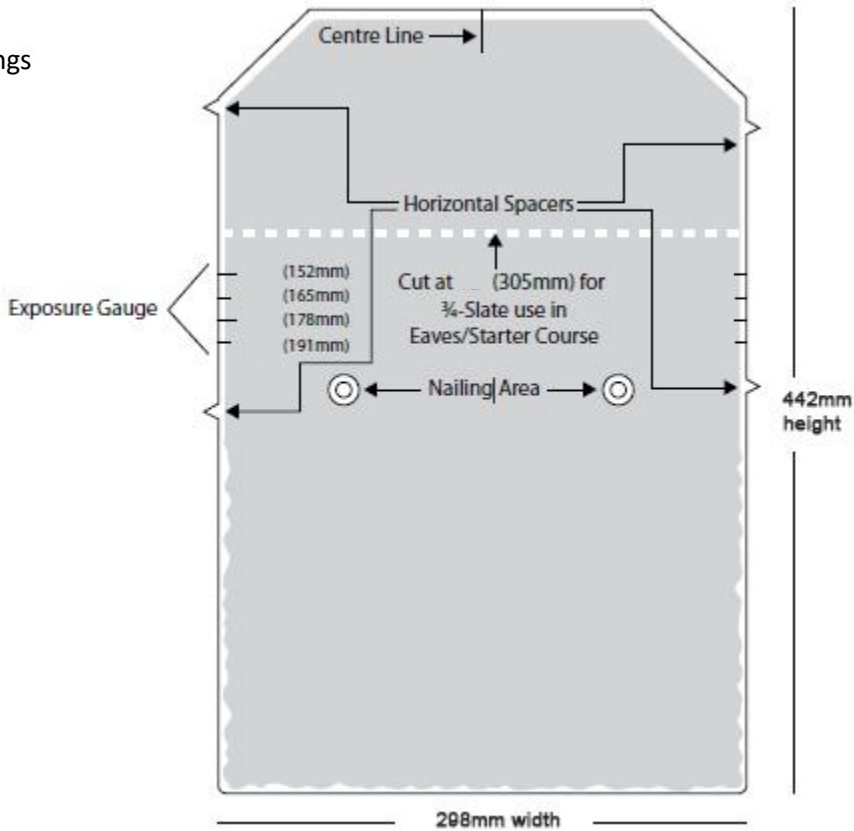 ngs
Centre Line
Horizontal Spacers
Exposure Gauge
(152mm)
(165mm)
(178mm)
(191mm)
Cut at (305mm) for
¾-Slate use in
Eaves/Starter Course
Nailing Area
442mm
height
298mm width